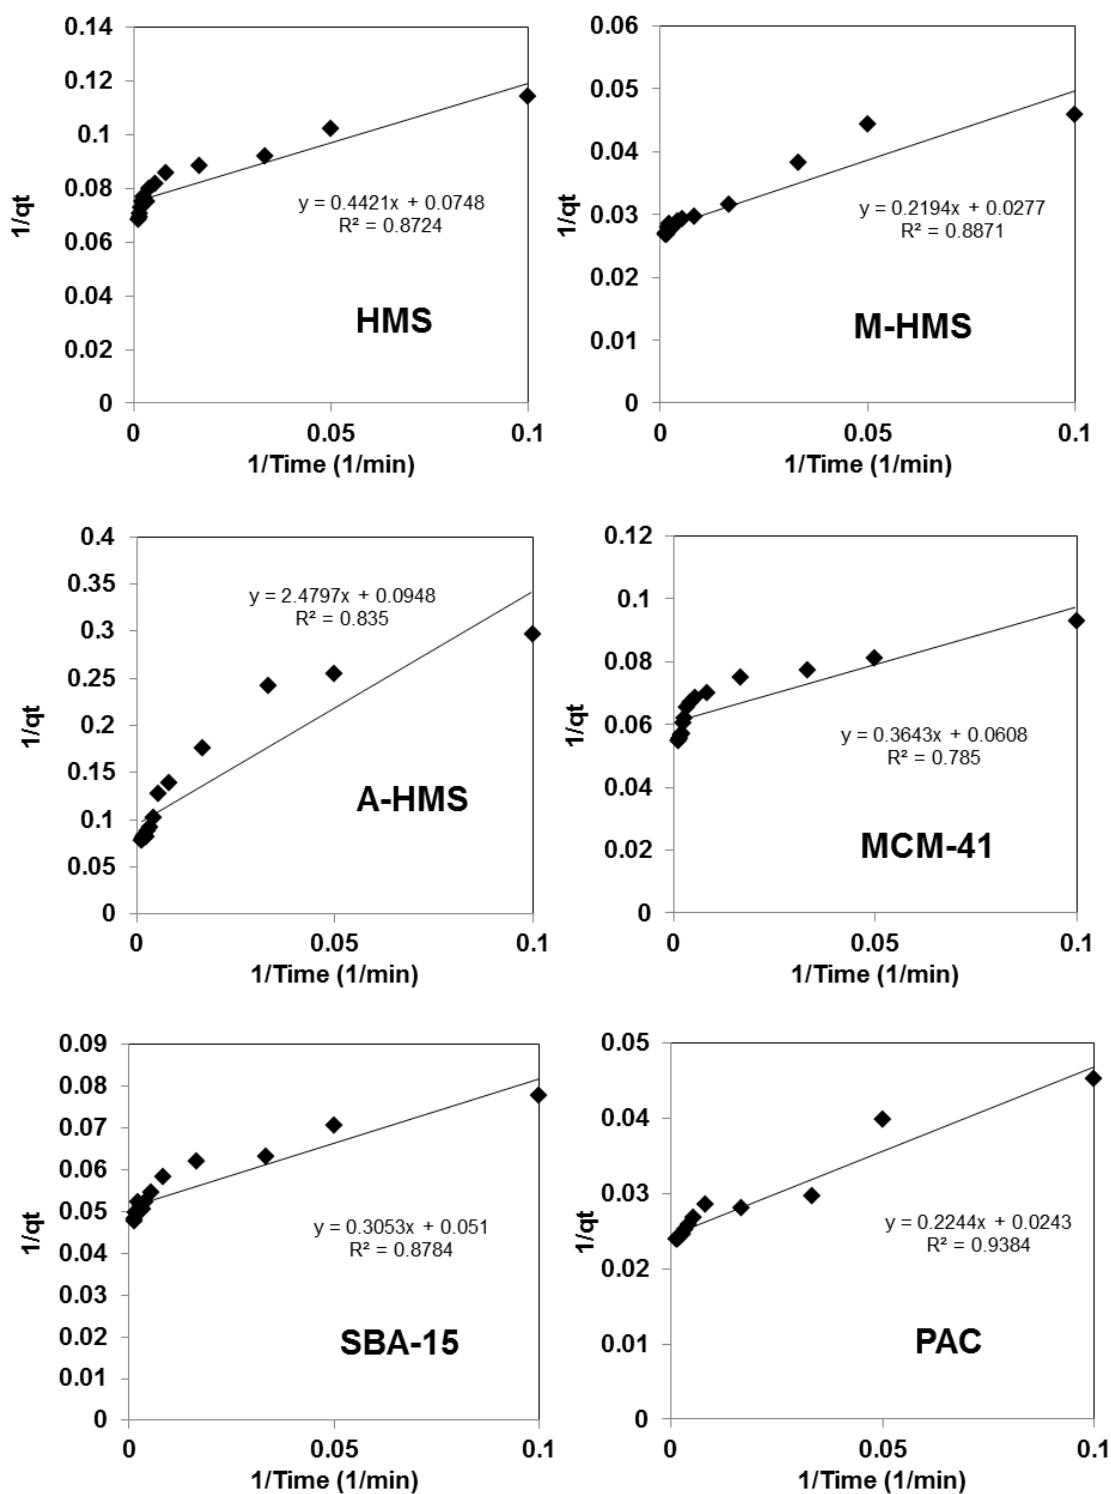 0.14
0.12
0.1
0.08
0.06
0.04
0.02
0
1/qt
y = 0.4421x + 0.0748
R² = 0.8724
HMS
0 0.05 0.1
1/Time (1/min)
0.06
0.05
0.04
0.03
0.02
0.01
0
1/qt
y = 0.2194x + 0.0277
R² = 0.8871
M-HMS
0 0.05 0.1
1/Time (1/min)
0.4
0.35
0.3
0.25
0.2
0.15
0.1
0.05
0
1/qt
y = 2.4797x + 0.0948
R² = 0.835
A-HMS
0 0.05 0.1
1/Time (1/min)
0.12
0.1
0.08
0.06
0.04
0.02
0
1/qt
y = 0.3643x + 0.0608
R² = 0.785
MCM-41
0 0.05 0.1
1/Time (1/min)
0.09
0.08
0.07
0.06
0.05
0.04
0.03
0.02
0.01
0
1/qt
y = 0.3053x + 0.051
R² = 0.8784
SBA-15
0 0.05 0.1
1/Time (1/min)
0.05
0.04
0.03
0.02
0.01
0
1/qt
y = 0.2244x + 0.0243
R² = 0.9384
PAC
0 0.05 0.1
1/Time (1/min)